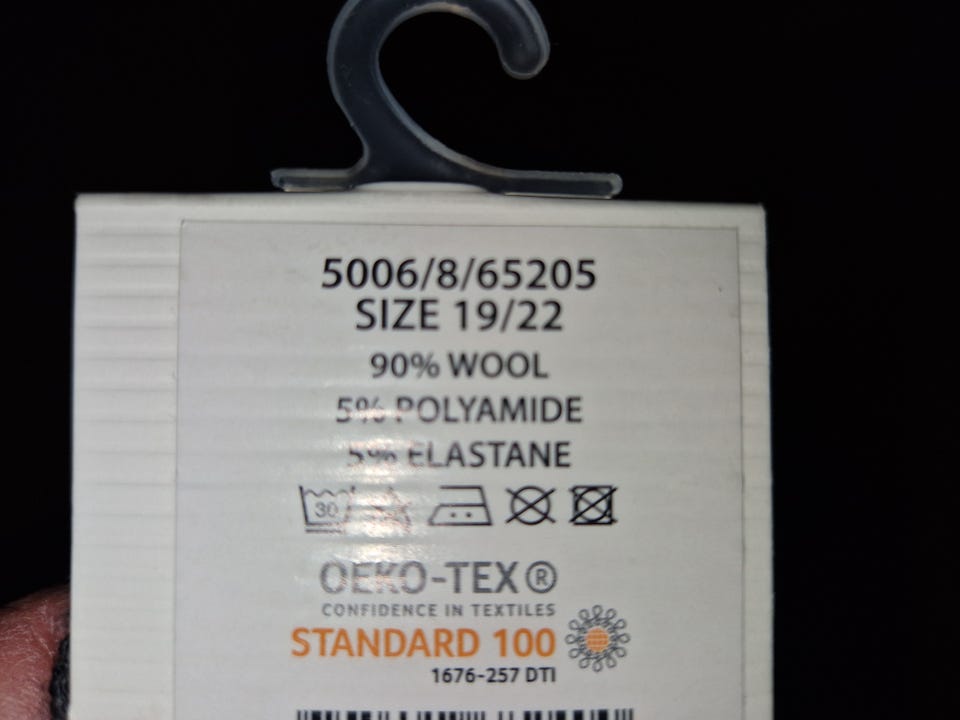 5006/8/65205
SIZE 19/22
90% WOOL
5% POLYAMIDE
5% ELASTANE
30
OEKO-TEX®
CONFIDENCE IN TEXTILES
STANDARD 100
1676-257 DTI